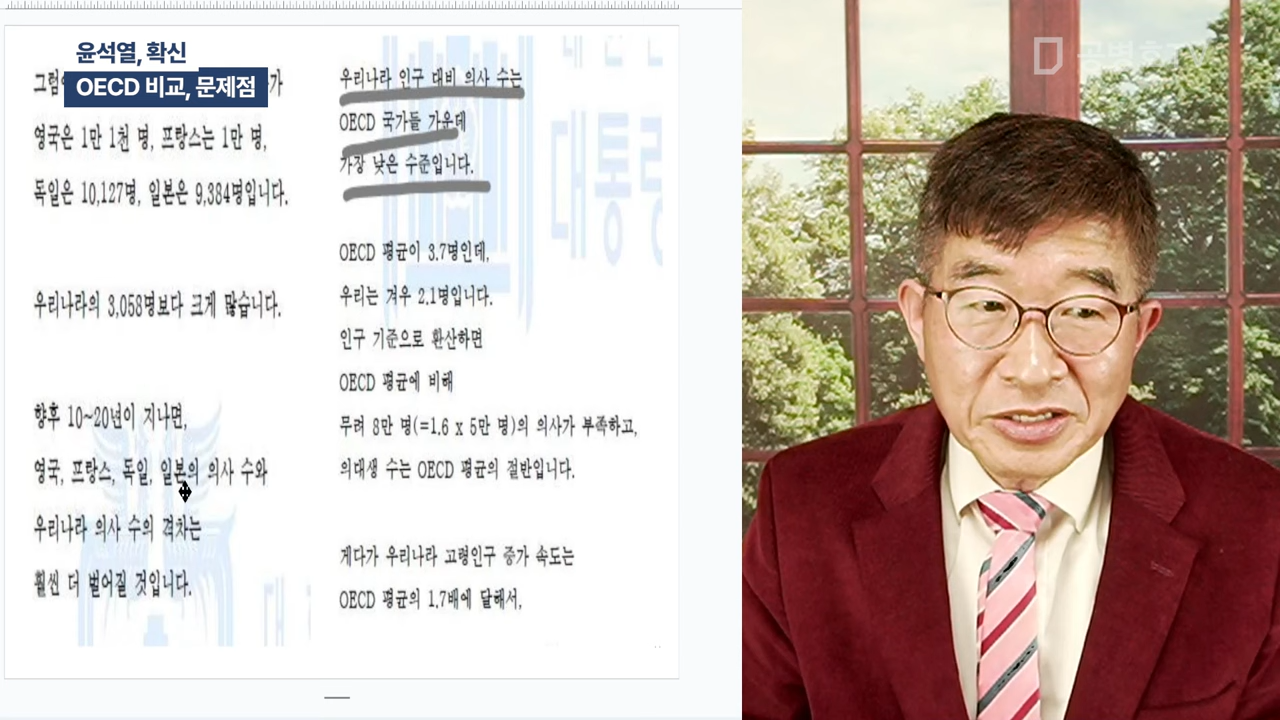 윤석열, 확신
OECD 비교, 문제점
영국은 1만 1천 명, 프랑스는 1만 명,
독일은 10,127명, 일본은 9,384명입니다.
우리나라의 3,058명보다 크게 많습니다.
향후 10~20년이 지나면,
영국, 프랑스, 독일, 일본의 의사 수와
우리나라 의사 수의 격차는
훨씬 더 벌어질 것입니다.
우리나라 인구 대비 의사 수는
OECD 국가들 가운데
가장 낮은 수준입니다.
OECD 평균이 3.7명인데,
우리는 겨우 2.1명입니다.
인구 기준으로 환산하면
OECD 평균에 비해
무려 8만 명(=1.6 x 5만 명)의 의사가 부족하고,
의대생 수는 OECD 평균의 절반입니다.
게다가 우리나라 고령인구 증가 속도는
OECD 평균의 1.7배에 달해서,
대통령